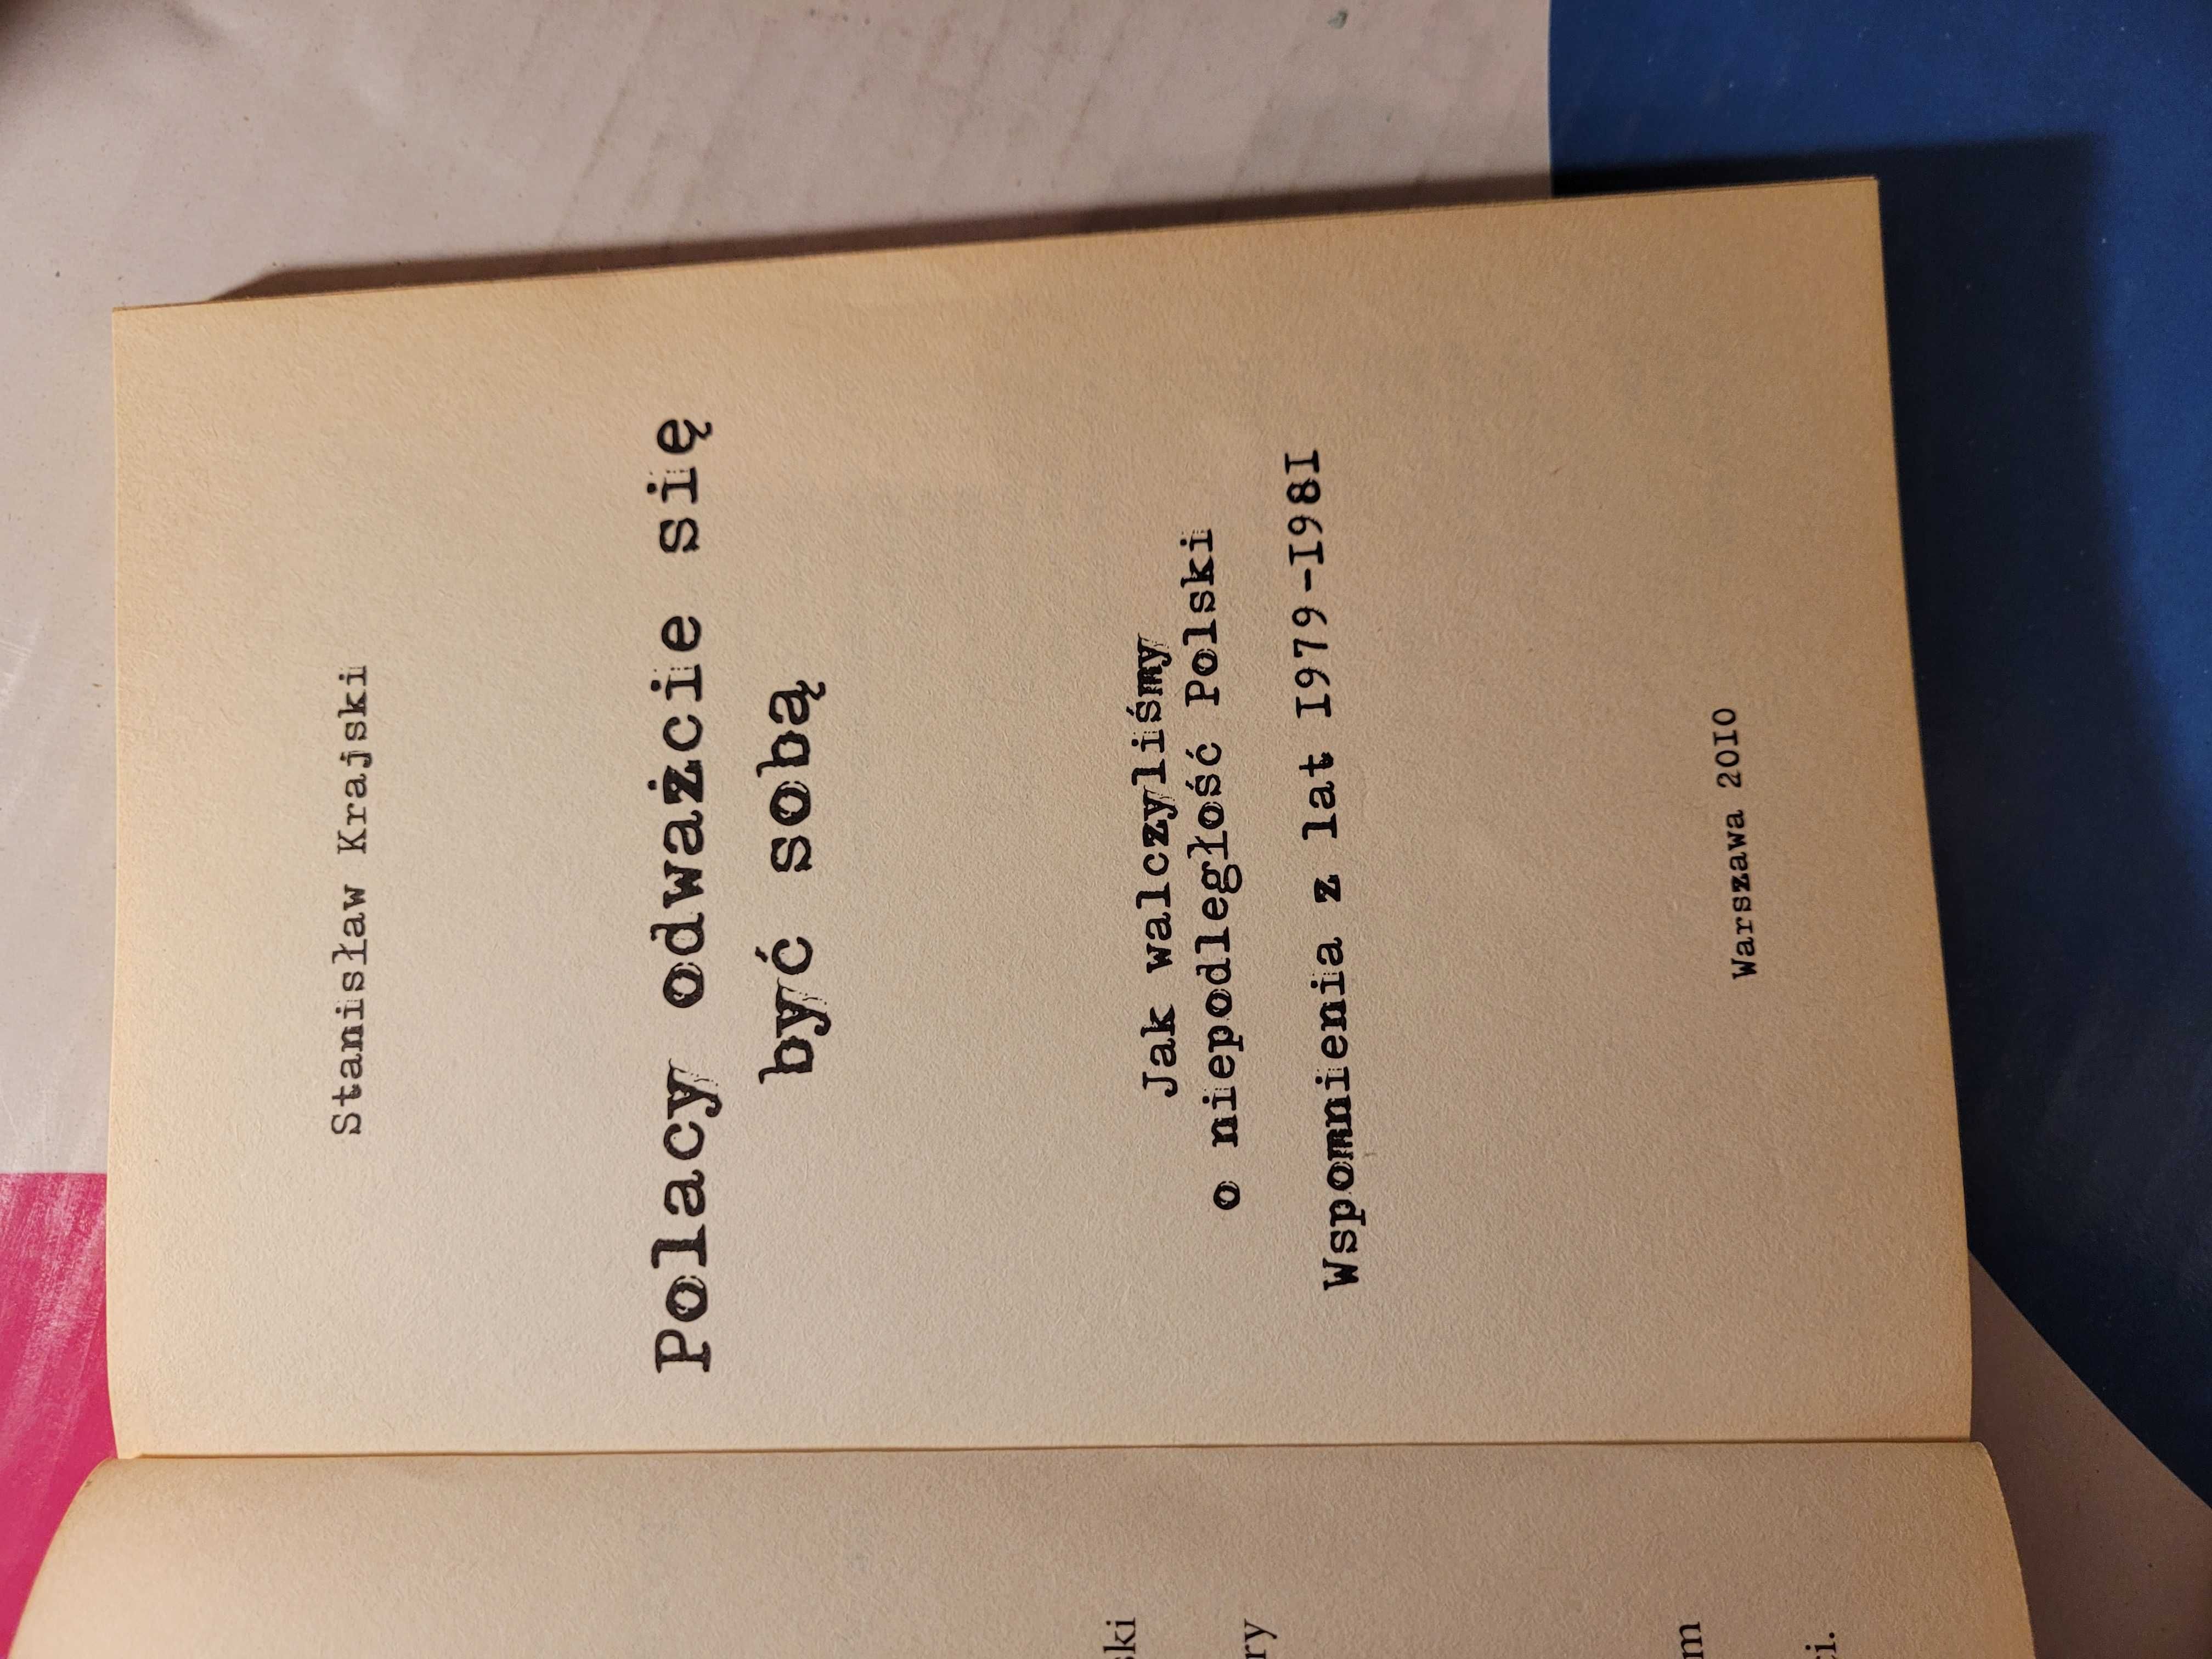 Stanisław Krajski
Polacy odważcie się
być sobą
Jak walczyliśmy
o niepodległość Polski
Wspomnienia z lat I979-I98I
Warszawa 20I0